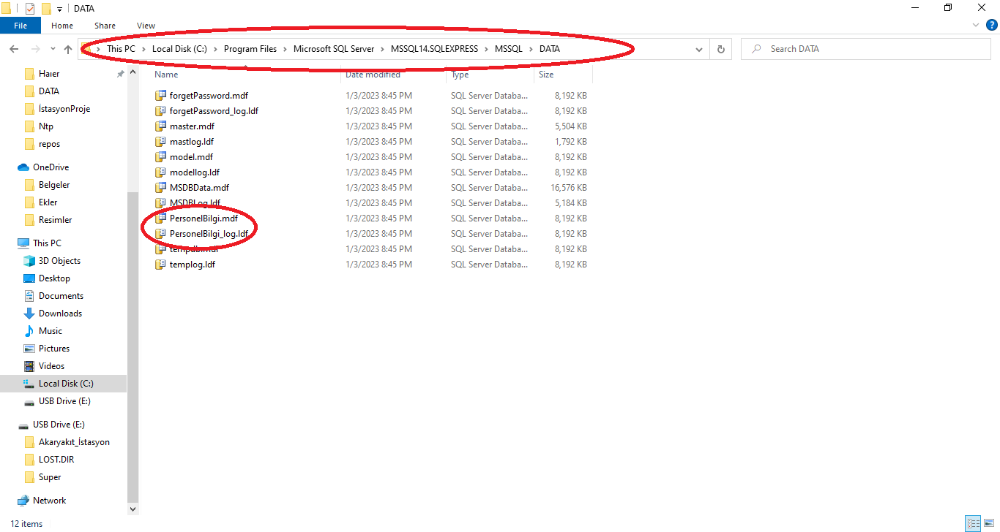 DATA
File Home Share View
This PC > Local Disk (C:) > Program Files > Microsoft SQL Server > MSSQL14.SQLEXPRESS > MSSQL > DATA
Search DATA
Haier
DATA
İstasyonProje
Ntp
repos
OneDrive
Belgeler
Ekler
Resimler
This PC
3D Objects
Desktop
Documents
Downloads
Music
Pictures
Videos
Local Disk (C:)
USB Drive (E:)
USB Drive (E:)
Akaryakıt_İstasyon
LOST.DIR
Super
Network
Name Date modified Type Size
forgetPassword.mdf 1/3/2023 8:45 PM SQL Server Databa... 8,192 KB
forgetPassword_log.ldf 1/3/2023 8:45 PM SQL Server Databa... 8,192 KB
master.mdf 1/3/2023 8:45 PM SQL Server Databa... 5,504 KB
mastlog.ldf 1/3/2023 8:45 PM SQL Server Databa... 1,792 KB
model.mdf 1/3/2023 8:45 PM SQL Server Databa... 8,192 KB
modellog.ldf 1/3/2023 8:45 PM SQL Server Databa... 8,192 KB
MSDBData.mdf 1/3/2023 8:45 PM SQL Server Databa... 16,576 KB
MSDBLog.ldf 1/3/2023 8:45 PM SQL Server Databa... 5,184 KB
PersonelBilgi.mdf 1/3/2023 8:45 PM SQL Server Databa... 8,192 KB
PersonelBilgi_log.ldf 1/3/2023 8:45 PM SQL Server Databa... 8,192 KB
tempdb.mdf 1/3/2023 8:45 PM SQL Server Databa... 8,192 KB
templog.ldf 1/3/2023 8:45 PM SQL Server Databa... 8,192 KB
12 items